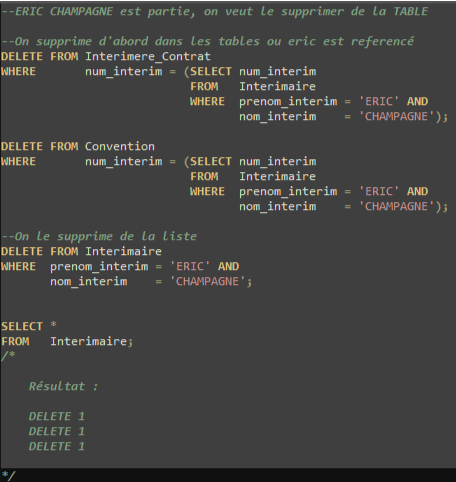 --ERIC CHAMPAGNE est partie, on veut le supprimer de la TABLE
--On supprime d'abord dans les tables ou eric est referencé
DELETE FROM Interimere_Contrat
WHERE num_interim = (SELECT num_interim
FROM Interimaire
WHERE prenom_interim = 'ERIC' AND
nom_interim = 'CHAMPAGNE');
DELETE FROM Convention
WHERE num_interim = (SELECT num_interim
FROM Interimaire
WHERE prenom_interim = 'ERIC' AND
nom_interim = 'CHAMPAGNE');
--On le supprime de la liste
DELETE FROM Interimaire
WHERE prenom_interim = 'ERIC' AND
nom_interim = 'CHAMPAGNE';
SELECT *
FROM Interimaire;
/*
Résultat :
DELETE 1
DELETE 1
DELETE 1
*/